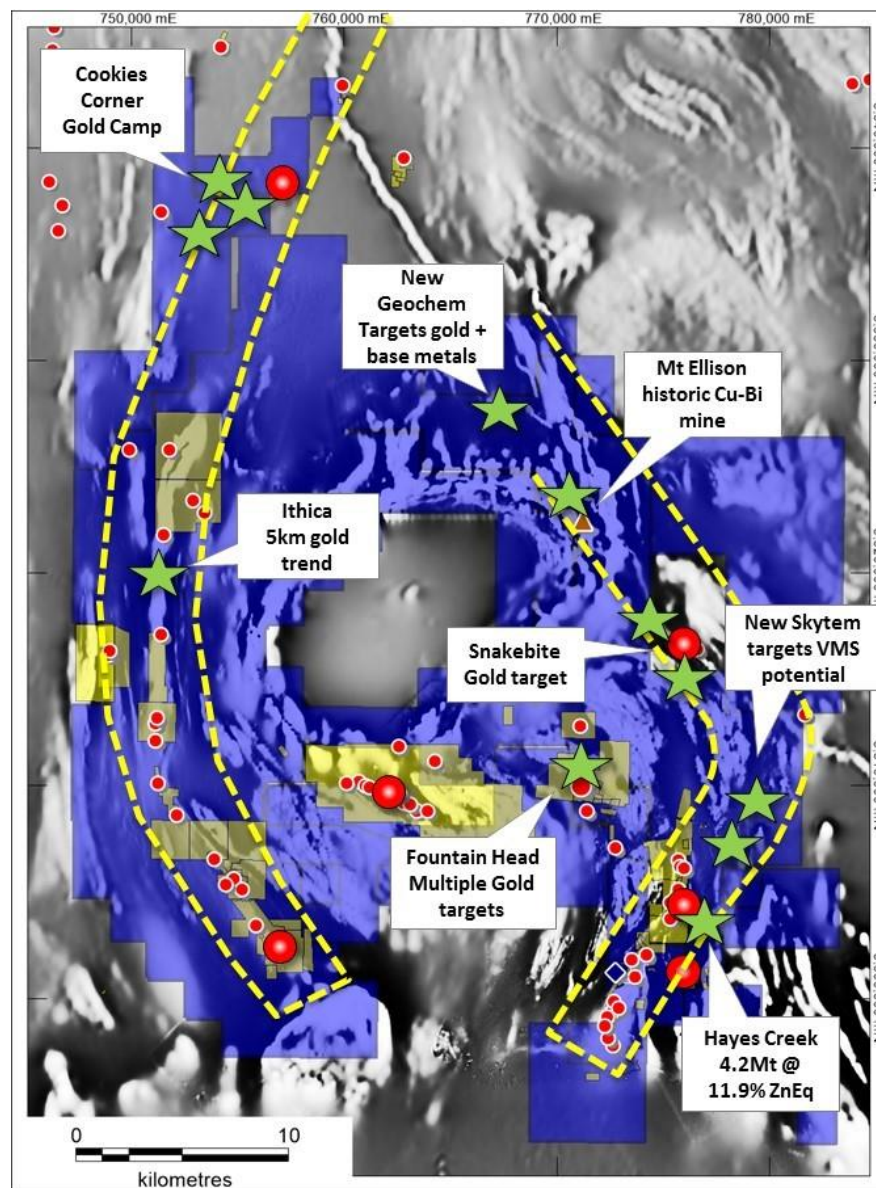 750,000 mE
760,000 mE
770,000 mE
780,000 mE
Cookies
Corner
Gold Camp
New
Geochem
Targets gold +
base metals
Mt Ellison
historic Cu-Bi
mine
Ithica
5km gold
trend
Snakebite
Gold target
New Skytem
targets VMS
potential
Fountain Head
Multiple Gold
targets
Hayes Creek
4.2Mt @
11.9% ZnEq
0
10
kilometres